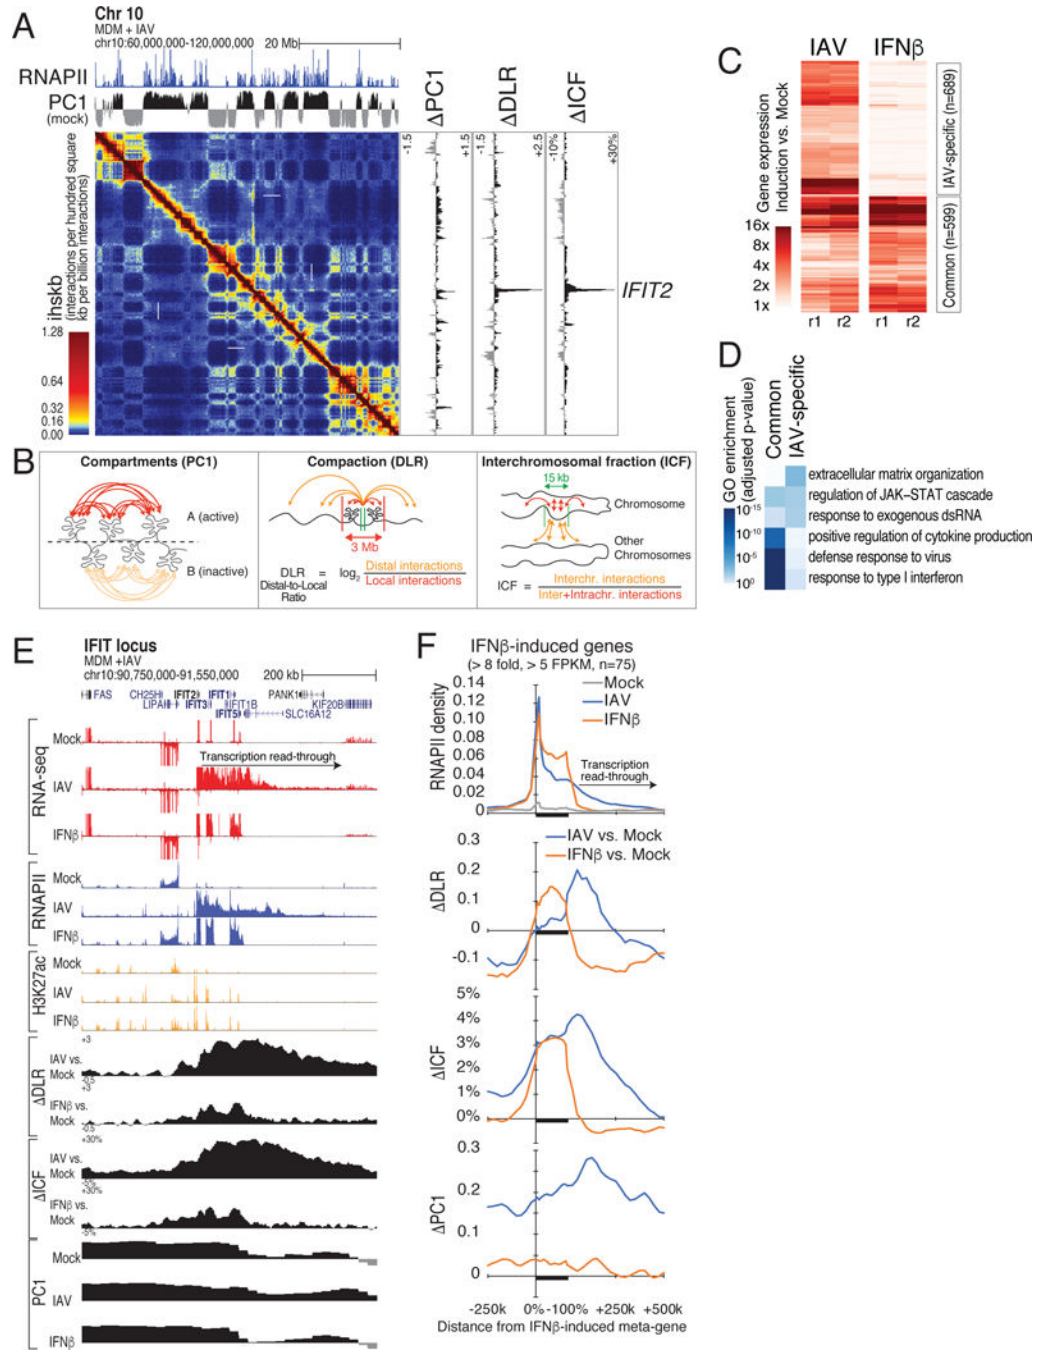 A
Chr 10
MDM + IAV
chr10:60,000,000-120,000,000
20 Mb
RNAPII
PC1
(mock)
ΔPC1
ΔDLR
ΔICF
-1.5
+1.5
-1.5
+2.5
-10%
+30%
IFIT2
ihskb
(interactions per hundred square
kb per billion interactions)
1.28
0.64
0.32
0.16
0.00
B
Compartments (PC1)
A (active)
B (inactive)
Compaction (DLR)
3 Mb
DLR = log2 Distal interactions
Distal-to-Local
Ratio
Local interactions
Interchromosomal fraction (ICF)
15 kb
Chromosome
Other
Chromosomes
ICF = Interchr. interactions
Inter+Intrachr. interactions
C
IAV
IFNβ
Gene expression
Induction vs. Mock
16x
8x
4x
2x
1x
r1
r2
r1
r2
IAV-specific (n=689)
Common (n=599)
D
Common
IAV-specific
GO enrichment
(adjusted p-value)
10-15
10-10
10-5
100
extracellular matrix organization
regulation of JAK–STAT cascade
response to exogenous dsRNA
positive regulation of cytokine production
defense response to virus
response to type I interferon
E
IFIT locus
MDM +IAV
chr10:90,750,000-91,550,000
200 kb
FAS
CH25H
IFIT2
IFIT1
PANK1
LIPA
IFIT3
IFIT1B
KIF20B
IFIT5
SLC16A12
RNA-seq
Mock
IAV
IFNβ
Transcription read-through
RNAPII
Mock
IAV
IFNβ
H3K27ac
Mock
IAV
IFNβ
ΔDLR
+3
IAV vs.
Mock
-0.5
+3
IFNβ vs.
Mock
-0.5
ΔICF
+30%
IAV vs.
Mock
-5%
+30%
IFNβ vs.
Mock
-5%
PC1
Mock
IAV
IFNβ
F
IFNβ-induced genes
(> 8 fold, > 5 FPKM, n=75)
RNAPII density
0.14
0.12
0.10
0.08
0.06
0.04
0.02
0
Mock
IAV
IFNβ
Transcription
read-through
ΔDLR
0.3
0.2
0.1
0
-0.1
IAV vs. Mock
IFNβ vs. Mock
ΔICF
5%
4%
3%
2%
1%
0%
ΔPC1
0.3
0.2
0.1
0
-250k
0%
-100%
+250k
+500k
Distance from IFNβ-induced meta-gene